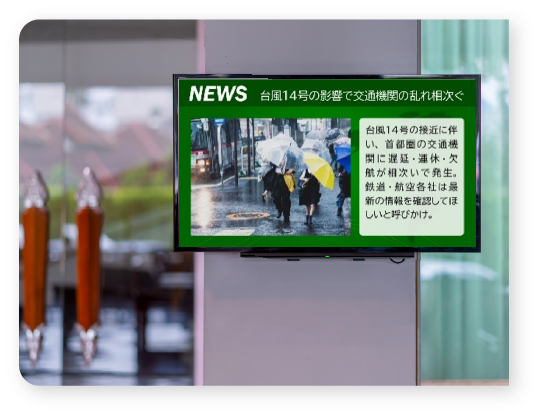 NEWS 台風14号の影響で交通機関の乱れ相次ぐ
台風14号の接近に伴
い、首都圏の交通機
関に遅延・運休・欠
航が相次いで発生。
鉄道・航空各社は最
新の情報を確認してほ
しいと呼びかけ。